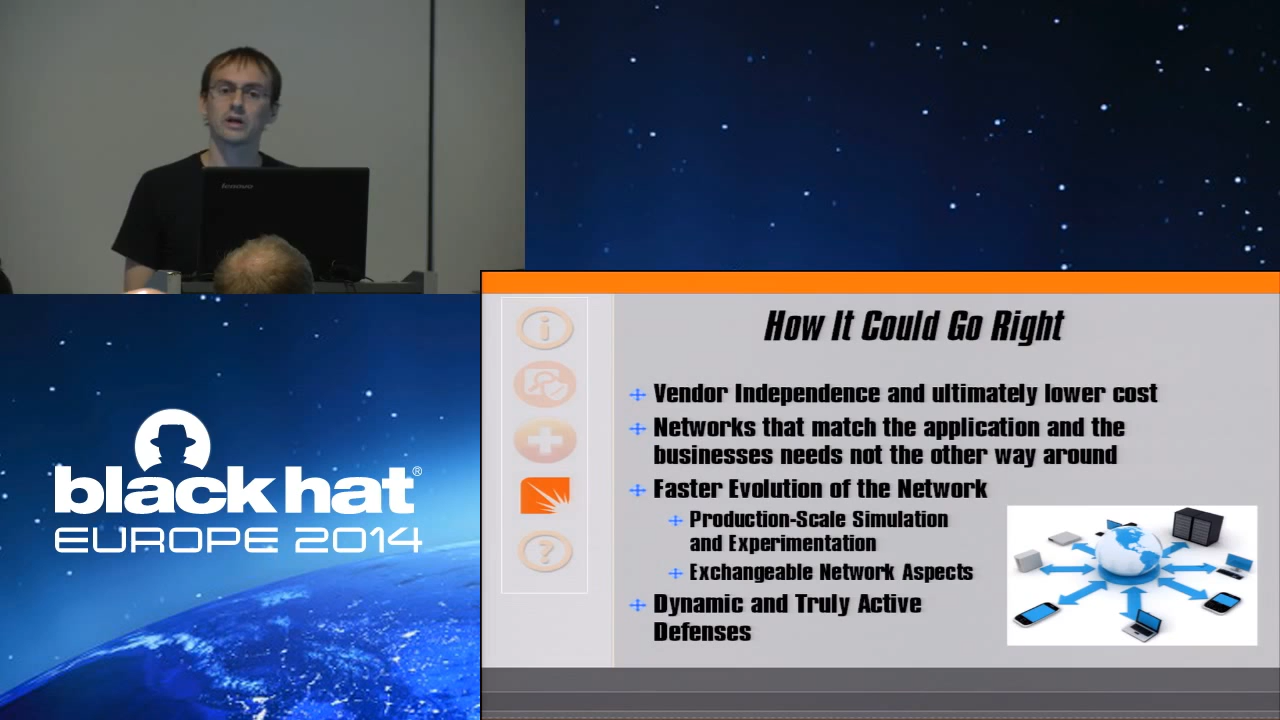 lenovo
How It Could Go Right
Vendor Independence and ultimately lower cost
Networks that match the application and the
businesses needs not the other way around
Faster Evolution of the Network
Production-Scale Simulation
and Experimentation
Exchangeable Network Aspects
Dynamic and Truly Active
Defenses
i
?
black hat®
EUROPE 2014